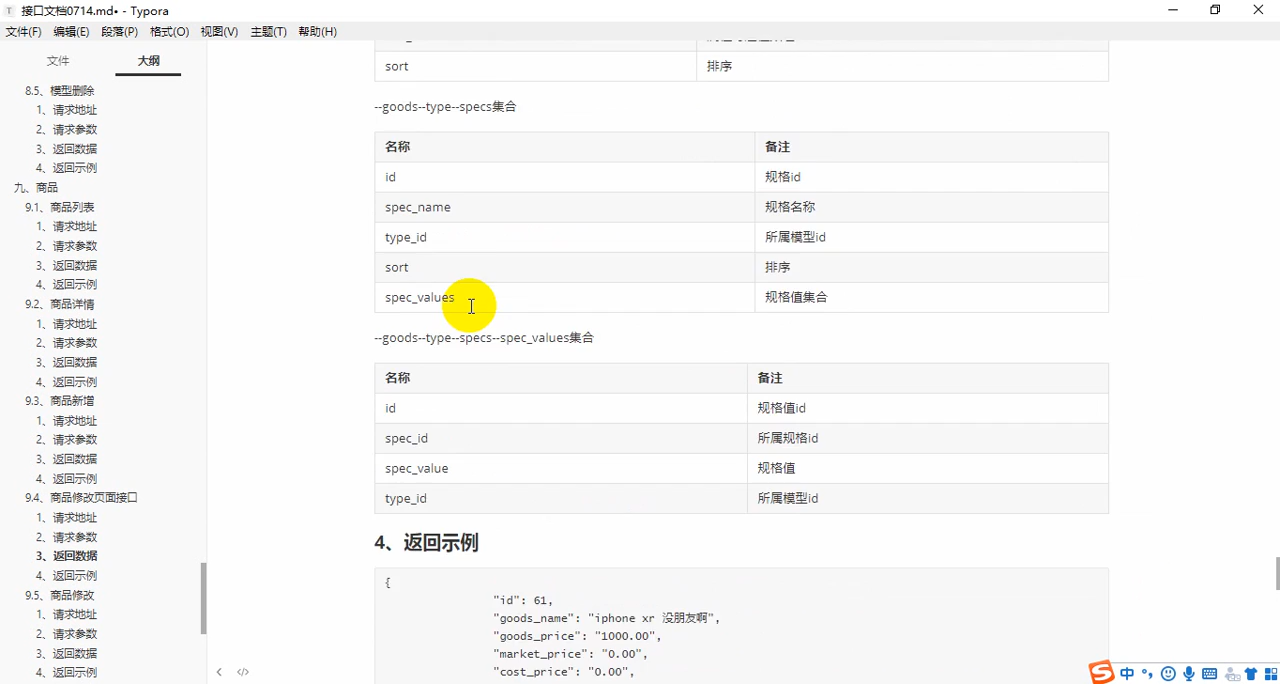 接口文档0714.md• - Typora
文件(F) 编辑(E) 段落(P) 格式(O) 视图(V) 主题(T) 帮助(H)
文件 大纲
8.5、模型删除
1、请求地址
2、请求参数
3、返回数据
4、返回示例
九、商品
9.1、商品列表
1、请求地址
2、请求参数
3、返回数据
4、返回示例
9.2、商品详情
1、请求地址
2、请求参数
3、返回数据
4、返回示例
9.3、商品新增
1、请求地址
2、请求参数
3、返回数据
4、返回示例
9.4、商品修改页面接口
1、请求地址
2、请求参数
3、返回数据
4、返回示例
9.5、商品修改
1、请求地址
2、请求参数
3、返回数据
4、返回示例
sort 排序
--goods--type--specs集合
名称 备注
id 规格id
spec_name 规格名称
type_id 所属模型id
sort 排序
spec_values 规格值集合
--goods--type--specs--spec_values集合
名称 备注
id 规格值id
spec_id 所属规格id
spec_value 规格值
type_id 所属模型id
4、返回示例
{
"id": 61,
"goods_name": "iphone xr 没朋友啊",
"goods_price": "1000.00",
"market_price": "0.00",
"cost_price": "0.00",
中